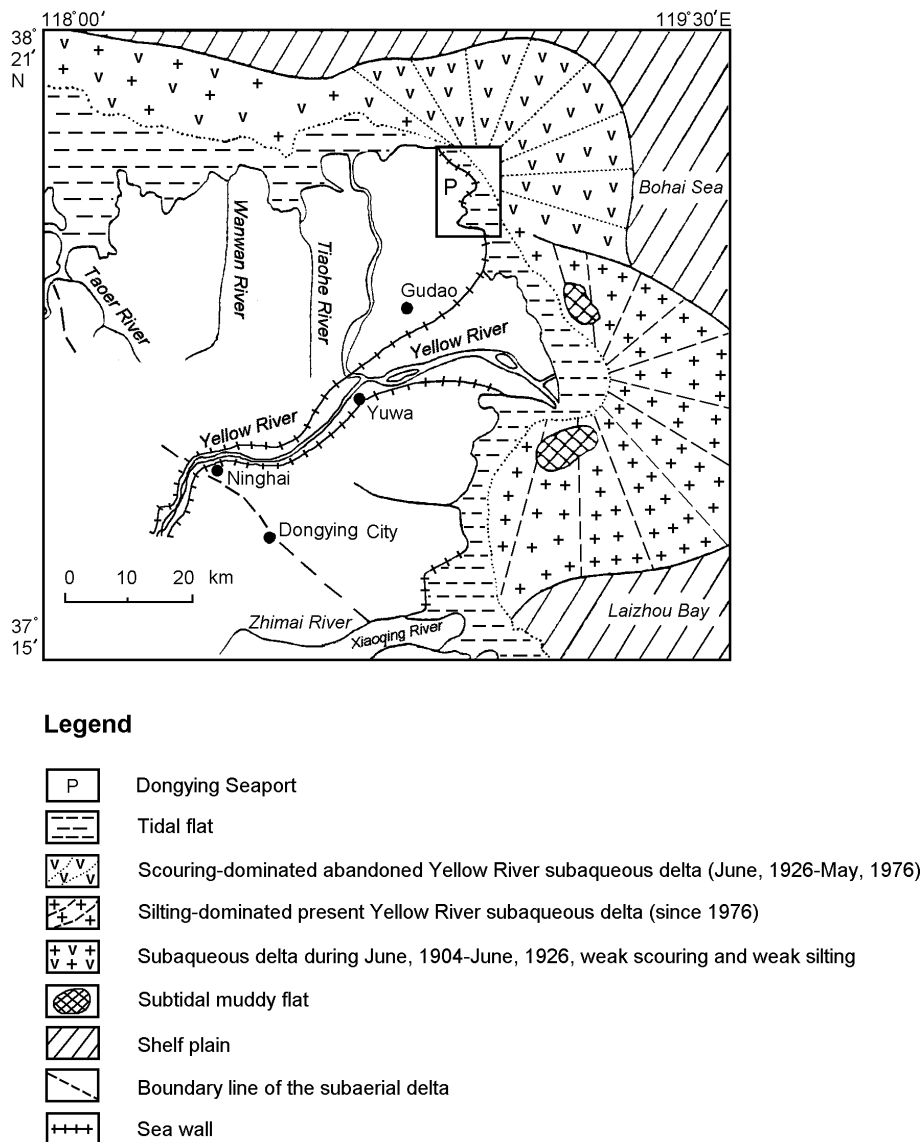 118°00′
119°30′E
38°
21′
N
P
Bohai Sea
Wanwan River
Tiaohe River
Taoer River
Gudao
Yellow River
Yuwa
Yellow River
Ninghai
Dongying City
0 10 20 km
Zhimai River
Xiaoqing River
Laizhou Bay
37°
15′
Legend
P Dongying Seaport
Tidal flat
Scouring-dominated abandoned Yellow River subaqueous delta (June, 1926-May, 1976)
Silting-dominated present Yellow River subaqueous delta (since 1976)
Subaqueous delta during June, 1904-June, 1926, weak scouring and weak silting
Subtidal muddy flat
Shelf plain
Boundary line of the subaerial delta
Sea wall